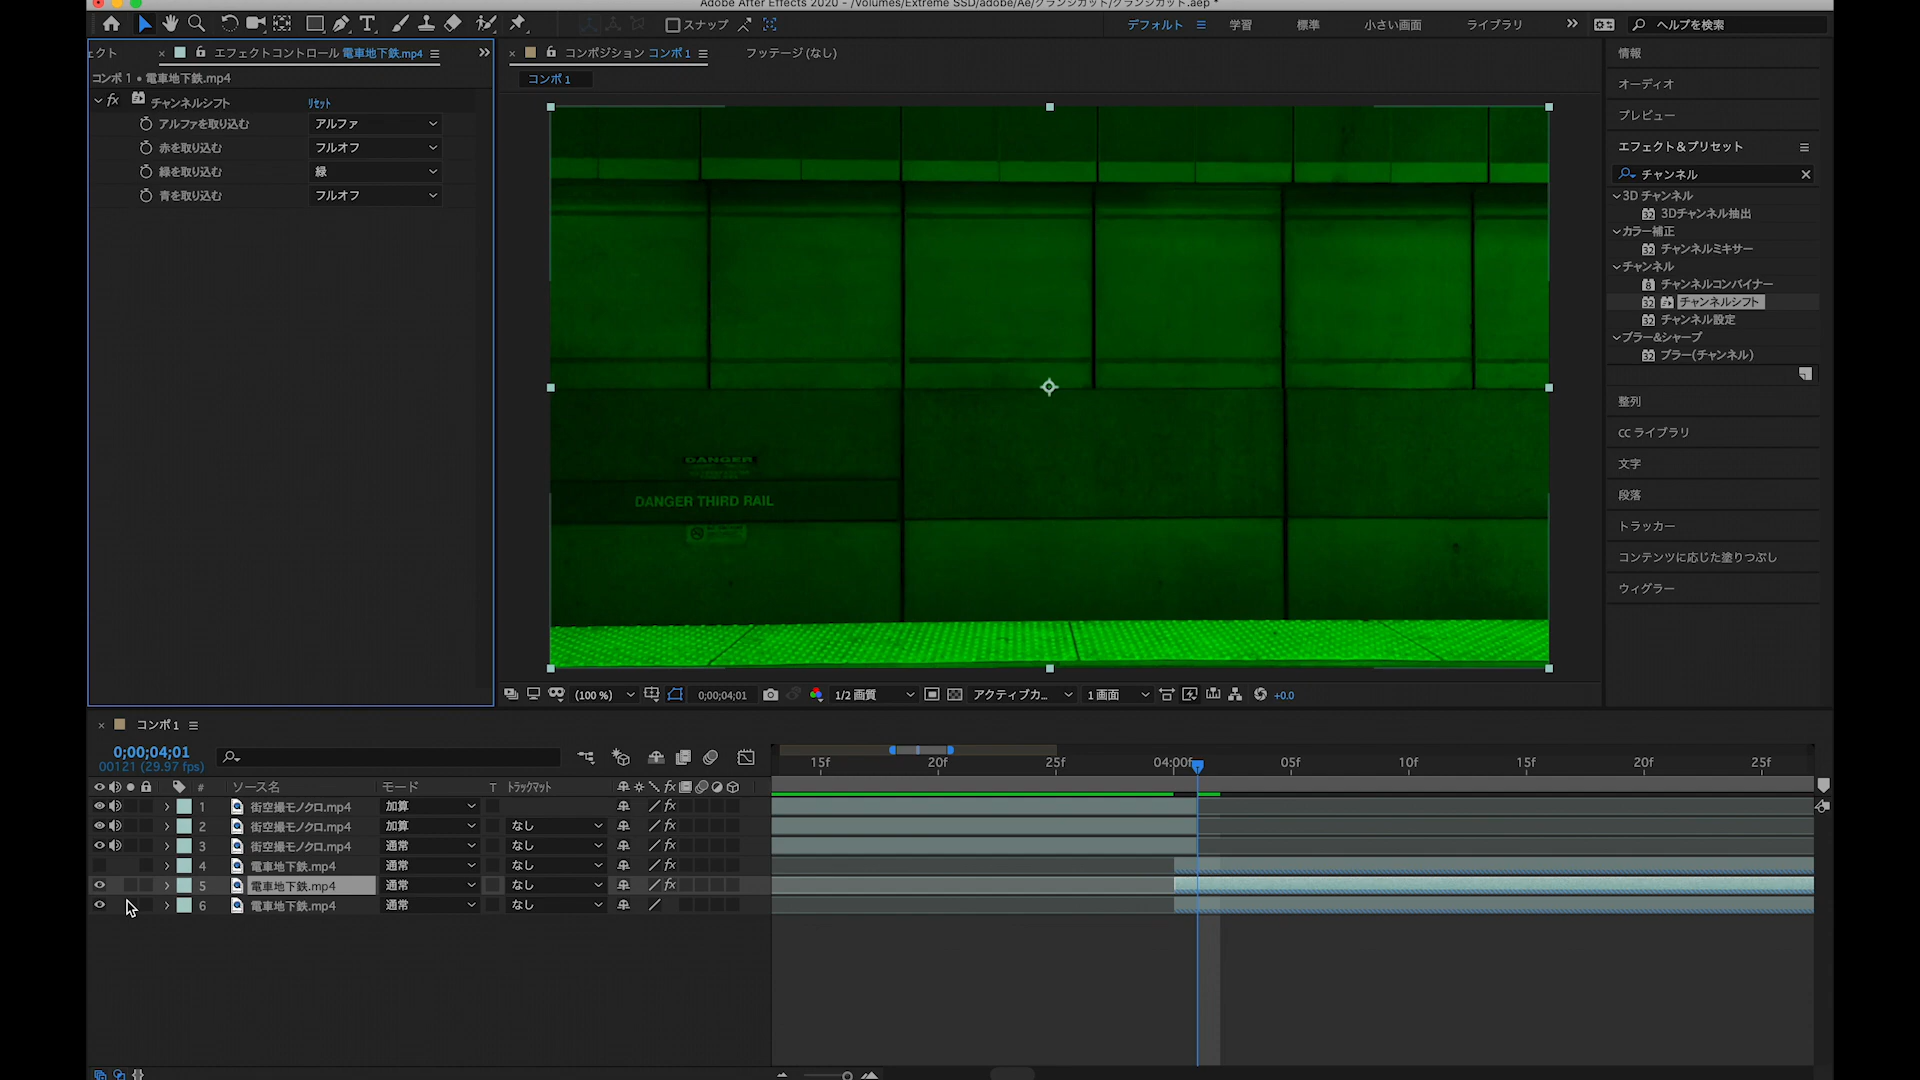 Adobe After Effects 2020 - /Volumes/Extreme SSD/adobe/Ae/クランジカット/クランジカット.aep *
スナップ
デフォルト
学習
標準
小さい画面
ライブラリ
ヘルプを検索
ェクト
エフェクトコントロール 電車地下鉄.mp4
コンポジション コンポ 1
フッテージ (なし)
情報
コンポ 1 • 電車地下鉄.mp4
コンポ 1
オーディオ
fx チャンネルシフト リセット
アルファを取り込む アルファ
赤を取り込む フルオフ
緑を取り込む 緑
青を取り込む フルオフ
プレビュー
エフェクト&プリセット
チャンネル
3D チャンネル
32 3Dチャンネル抽出
カラー補正
32 チャンネルミキサー
チャンネル
8 チャンネルコンバイナー
32 チャンネルシフト
32 チャンネル設定
ブラー&シャープ
32 ブラー(チャンネル)
整列
CC ライブラリ
文字
段落
トラッカー
コンテンツに応じた塗りつぶし
ウィグラー
DANGER
DANGER THIRD RAIL
(100 %)
0;00;04;01
1/2 画質
アクティブカ...
1 画面
+0.0
コンポ 1
0;00;04;01
00121 (29.97 fps)
15f 20f 25f 04:00f 05f 10f 15f 20f 25f
# ソース名 モード T トラックマット
1 街空撮モノクロ.mp4 加算
2 街空撮モノクロ.mp4 加算 なし
3 街空撮モノクロ.mp4 通常 なし
4 電車地下鉄.mp4 通常 なし
5 電車地下鉄.mp4 通常 なし
6 電車地下鉄.mp4 通常 なし